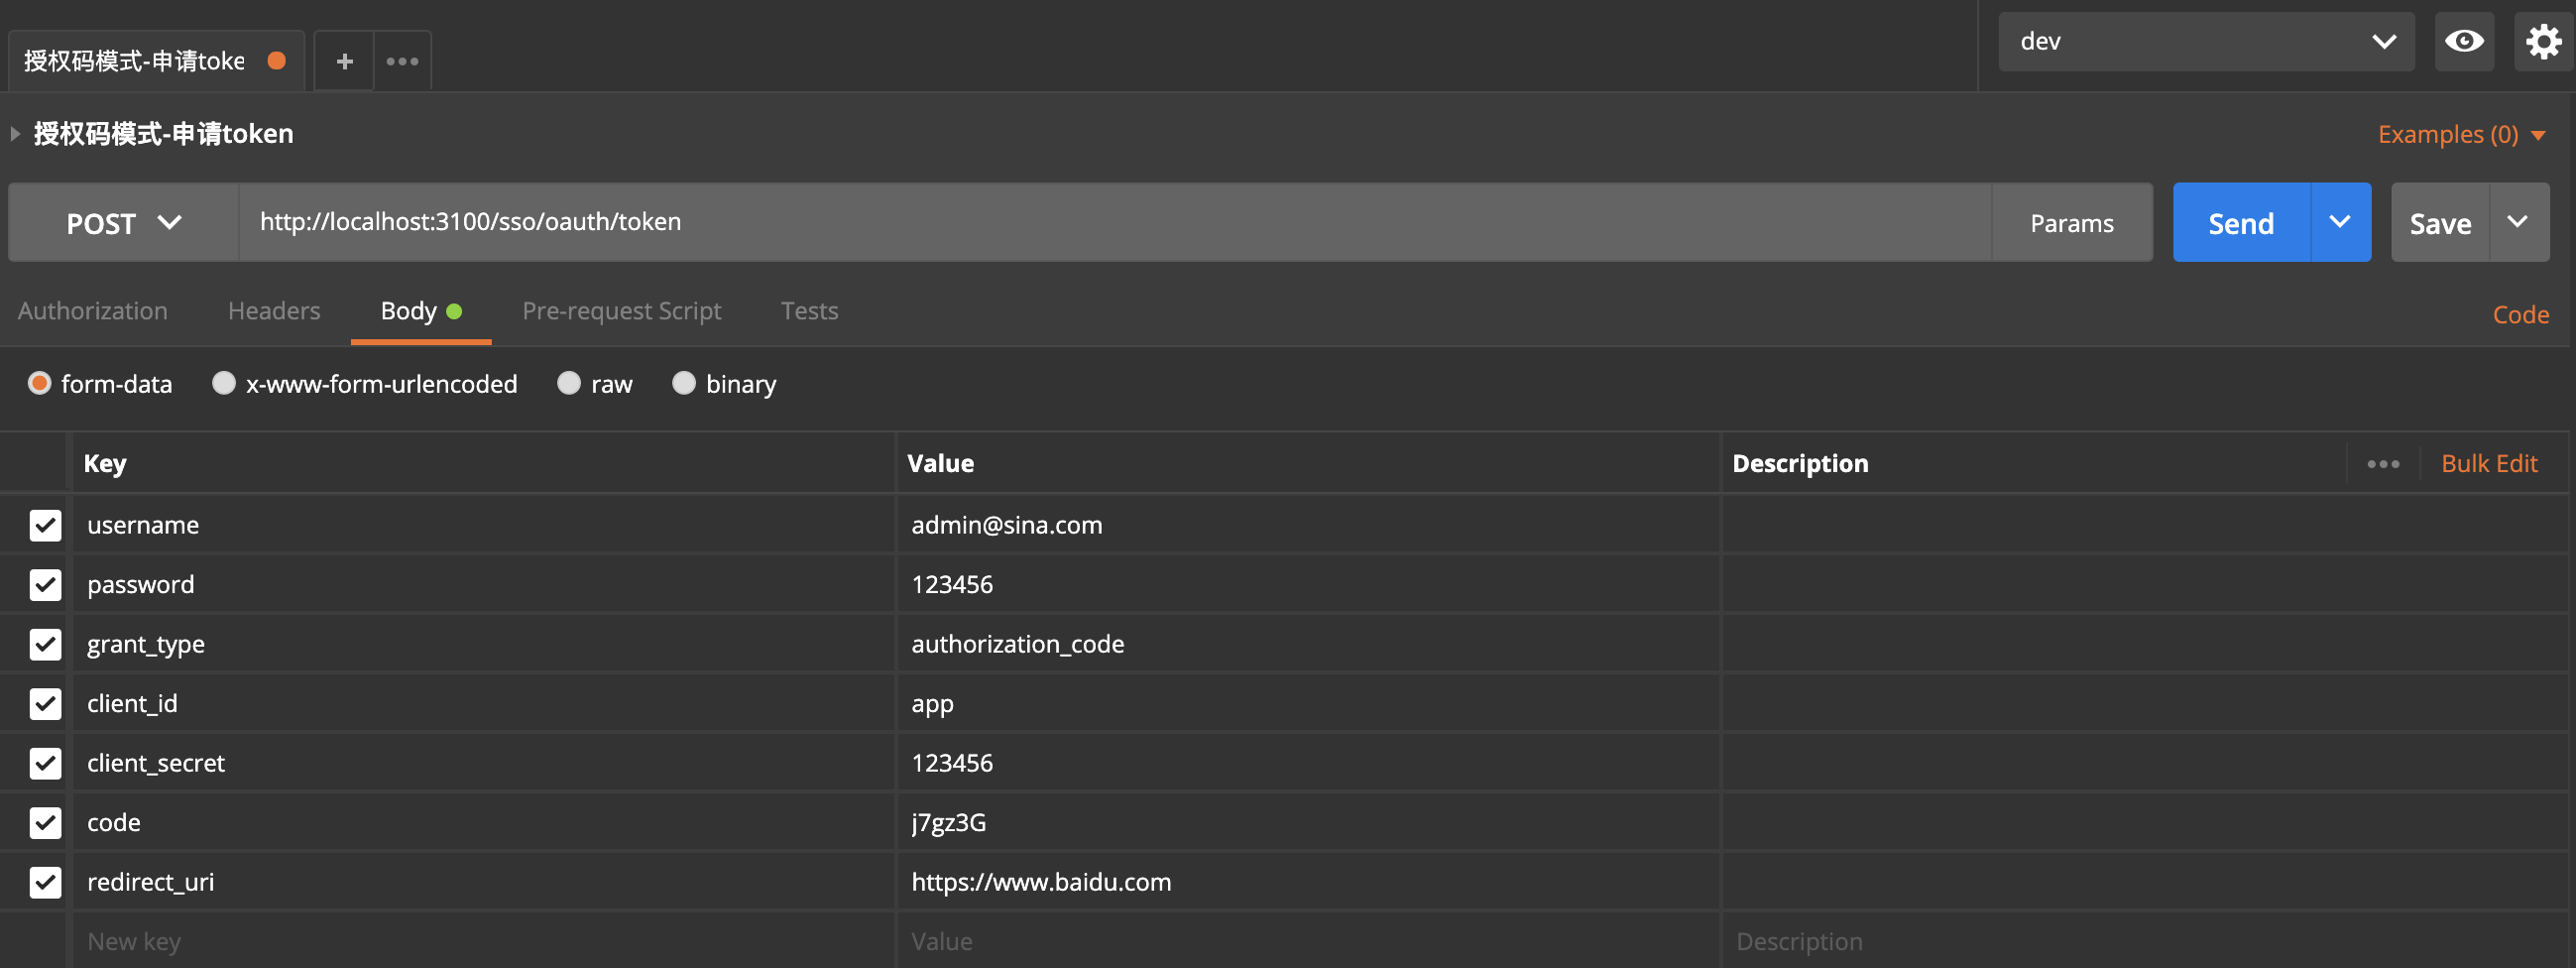 授权码模式-申请toke
dev
授权码模式-申请token
Examples (0)
POST http://localhost:3100/sso/oauth/token Params Send Save
Authorization Headers Body Pre-request Script Tests Code
form-data x-www-form-urlencoded raw binary
Key Value Description Bulk Edit
username admin@sina.com
password 123456
grant_type authorization_code
client_id app
client_secret 123456
code j7gz3G
redirect_uri https://www.baidu.com
New key Value Description